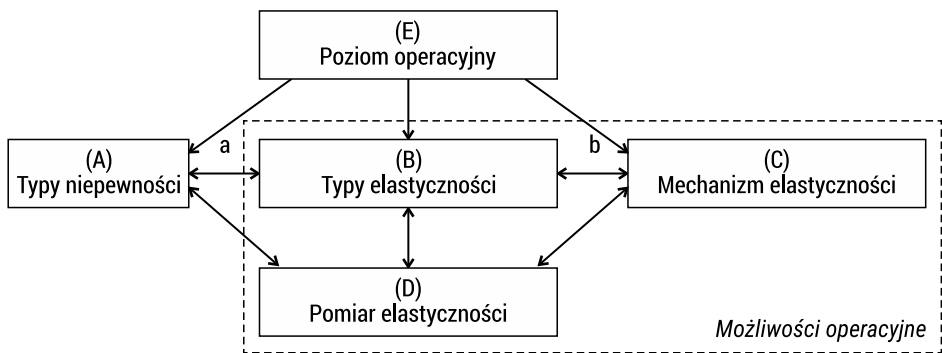 (E)
Poziom operacyjny
a
b
(A)
Typy niepewności
(B)
Typy elastyczności
(C)
Mechanizm elastyczności
(D)
Pomiar elastyczności
Możliwości operacyjne